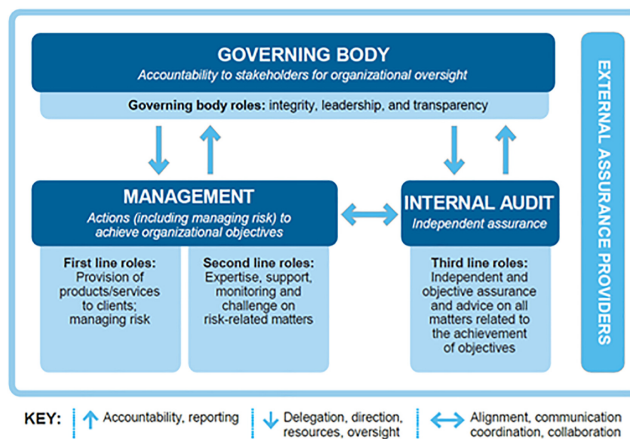 GOVERNING BODY
Accountability to stakeholders for organizational oversight
Governing body roles: integrity, leadership, and transparency
MANAGEMENT
Actions (including managing risk) to
achieve organizational objectives
First line roles:
Provision of
products/services
to clients;
managing risk
Second line roles:
Expertise, support,
monitoring and
challenge on
risk-related matters
INTERNAL AUDIT
Independent assurance
Third line roles:
Independent and
objective assurance
and advice on all
matters related to
the achievement
of objectives
EXTERNAL ASSURANCE PROVIDERS
KEY:
Accountability, reporting
Delegation, direction,
resources, oversight
Alignment, communication
coordination, collaboration